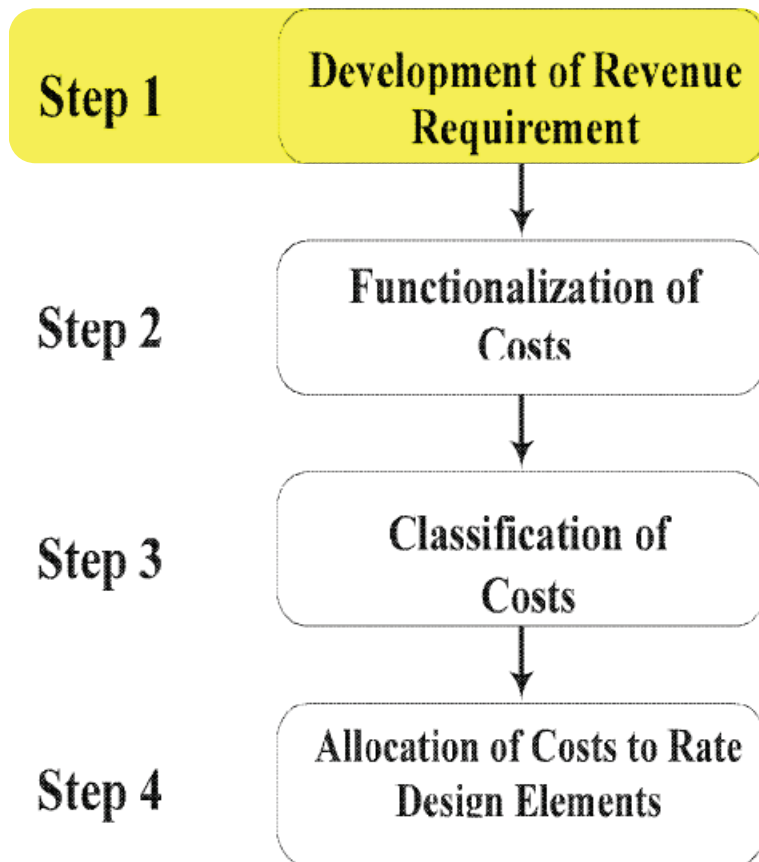 Step 1
Development of Revenue
Requirement
Step 2
Functionalization of
Costs
Step 3
Classification of
Costs
Step 4
Allocation of Costs to Rate
Design Elements